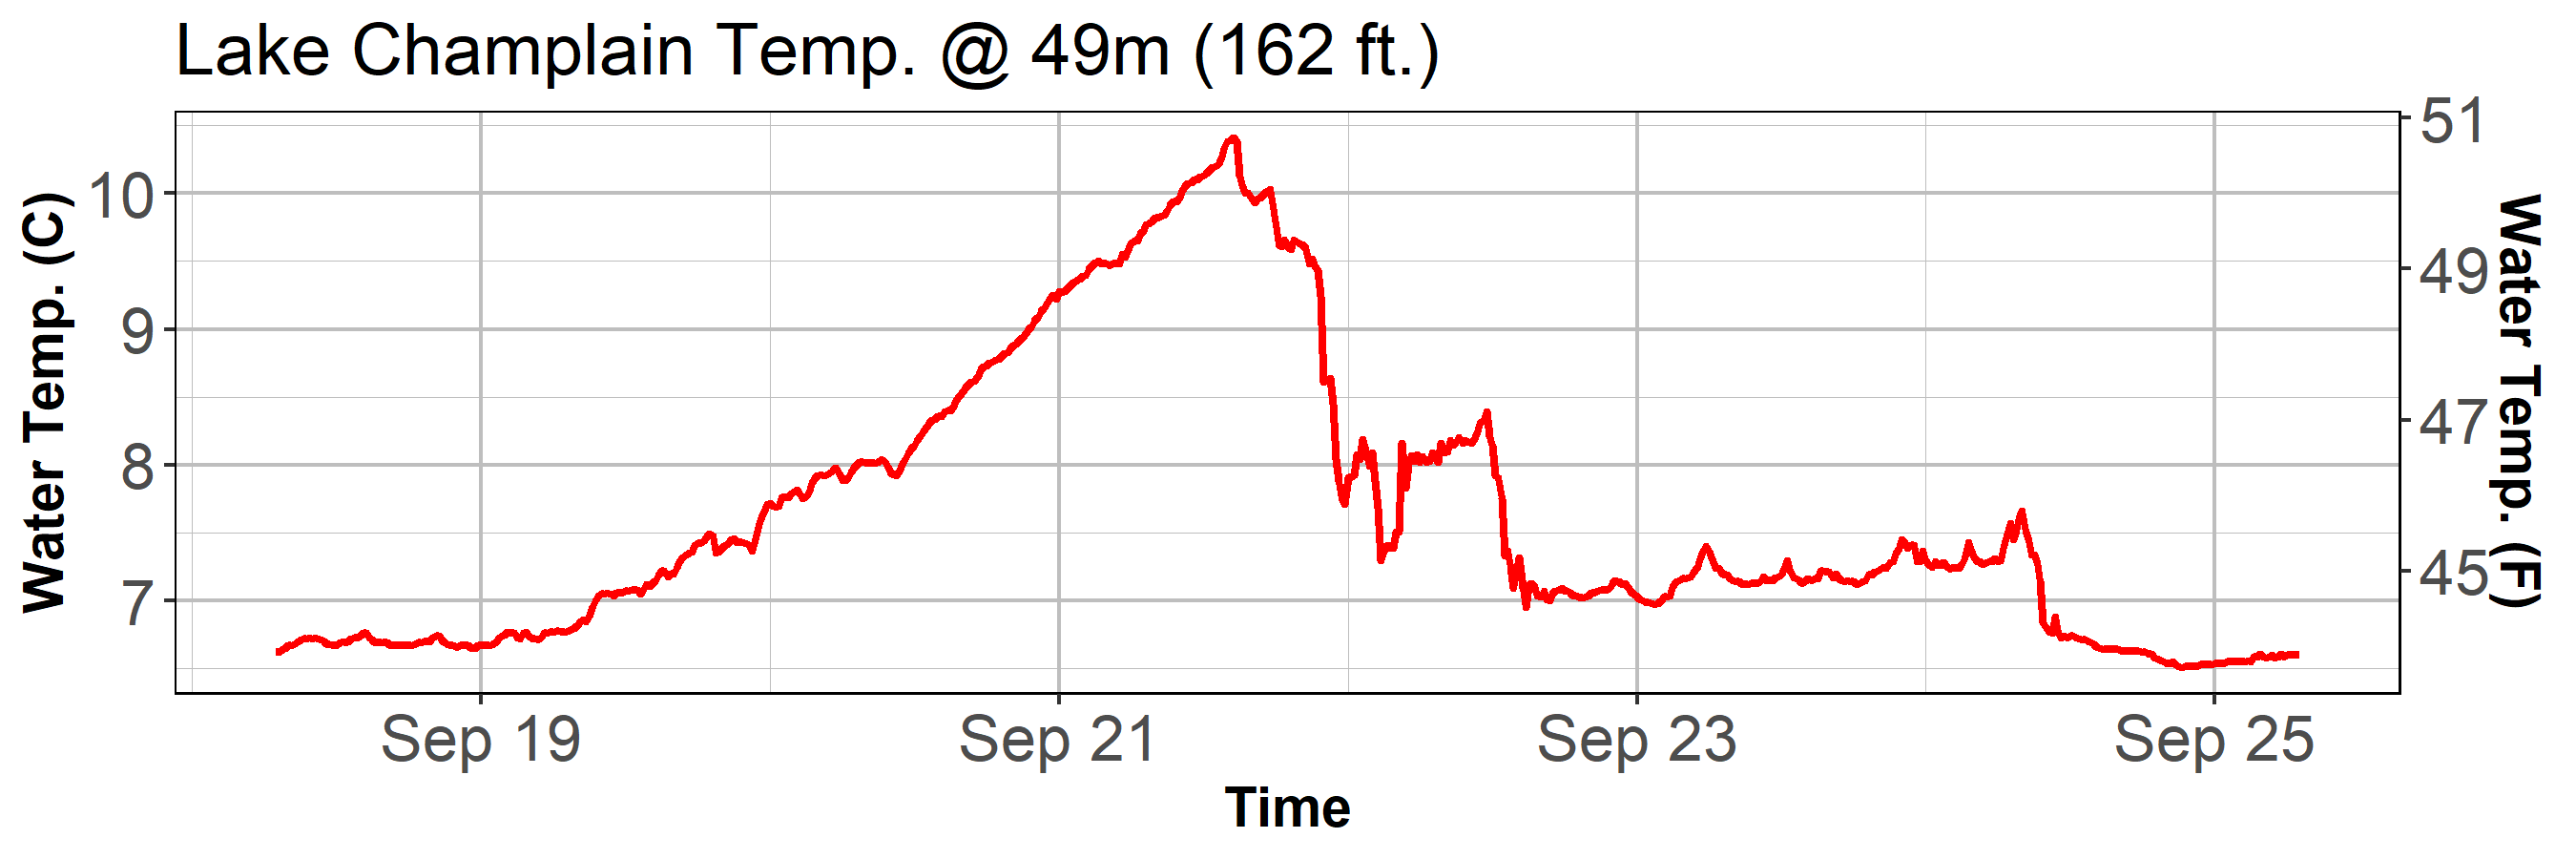 Lake Champlain Temp. @ 49m (162 ft.)
Water Temp. (C)
10
9
8
7
51
49
47
45
Water Temp. (F)
Sep 19
Sep 21
Sep 23
Sep 25
Time